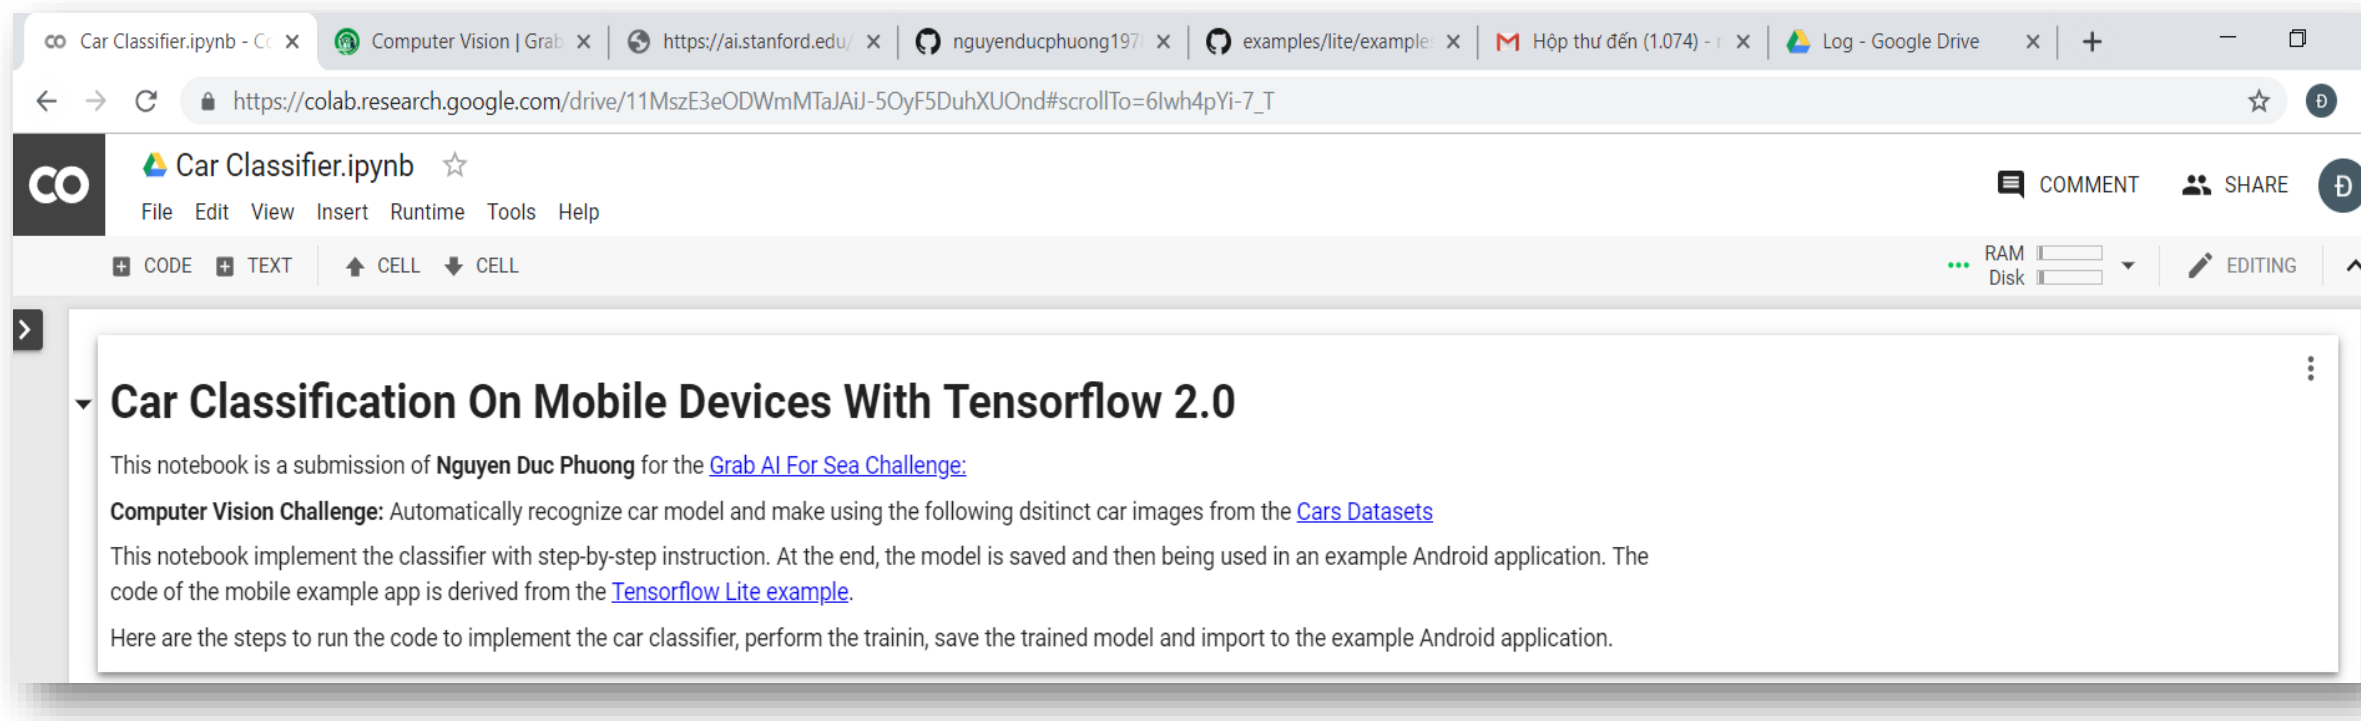 Car Classifier.ipynb - Co
Computer Vision | Grab
https://ai.stanford.edu/
nguyenducphuong197
examples/lite/example
Hộp thư đến (1.074) -
Log - Google Drive
https://colab.research.google.com/drive/11MszE3eODWmMTaJAiJ-5OyF5DuhXUOnd#scrollTo=6Iwh4pYi-7_T
Đ
CO
Car Classifier.ipynb
COMMENT SHARE Đ
File Edit View Insert Runtime Tools Help
CODE TEXT CELL CELL
RAM
Disk
EDITING
Car Classification On Mobile Devices With Tensorflow 2.0
This notebook is a submission of Nguyen Duc Phuong for the Grab AI For Sea Challenge:
Computer Vision Challenge: Automatically recognize car model and make using the following dsitinct car images from the Cars Datasets
This notebook implement the classifier with step-by-step instruction. At the end, the model is saved and then being used in an example Android application. The
code of the mobile example app is derived from the Tensorflow Lite example.
Here are the steps to run the code to implement the car classifier, perform the trainin, save the trained model and import to the example Android application.